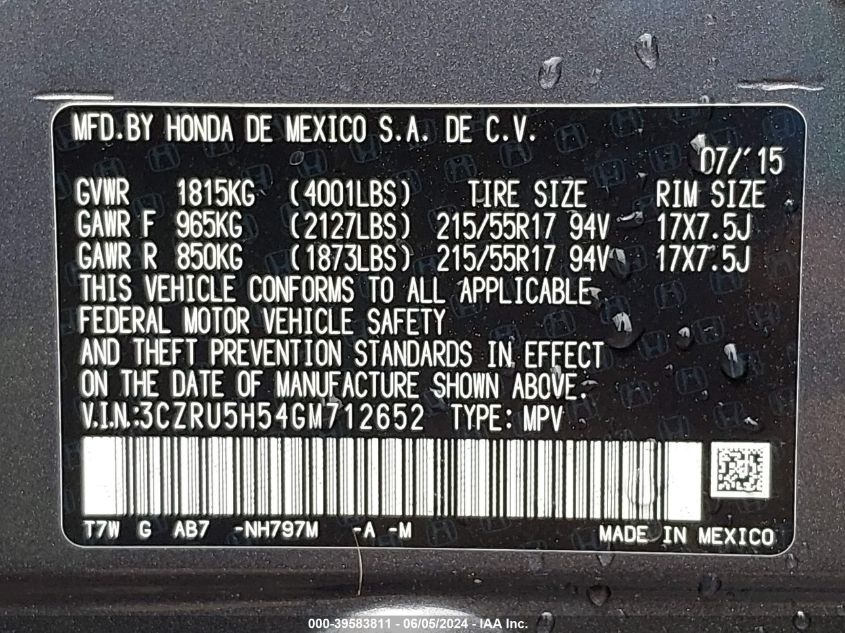 MFD.BY HONDA DE MEXICO S.A. DE C.V.
07/'15
GVWR 1815KG (4001LBS) TIRE SIZE RIM SIZE
GAWR F 965KG (2127LBS) 215/55R17 94V 17X7.5J
GAWR R 850KG (1873LBS) 215/55R17 94V 17X7.5J
THIS VEHICLE CONFORMS TO ALL APPLICABLE
FEDERAL MOTOR VEHICLE SAFETY
AND THEFT PREVENTION STANDARDS IN EFFECT
ON THE DATE OF MANUFACTURE SHOWN ABOVE.
V.I.N.:3CZRU5H54GM712652 TYPE: MPV
T7W G AB7 -NH797M -A -M MADE IN MEXICO
000-39583811 - 06/05/2024 - IAA Inc.